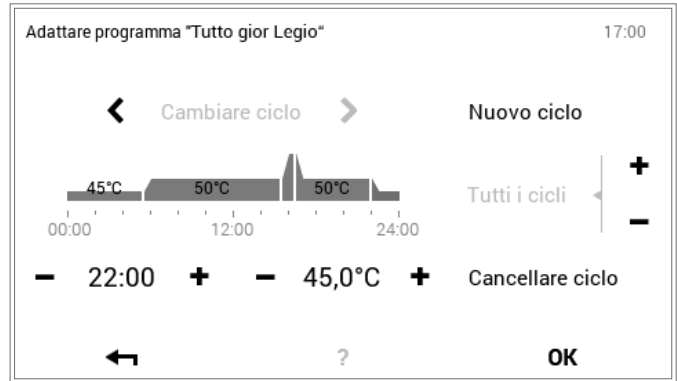 Adattare programma "Tutto gior Legio“ 17:00
Cambiare ciclo Nuovo ciclo
45°C 50°C 50°C
Tutti i cicli
00:00 12:00 24:00
22:00 45,0°C Cancellare ciclo
? OK